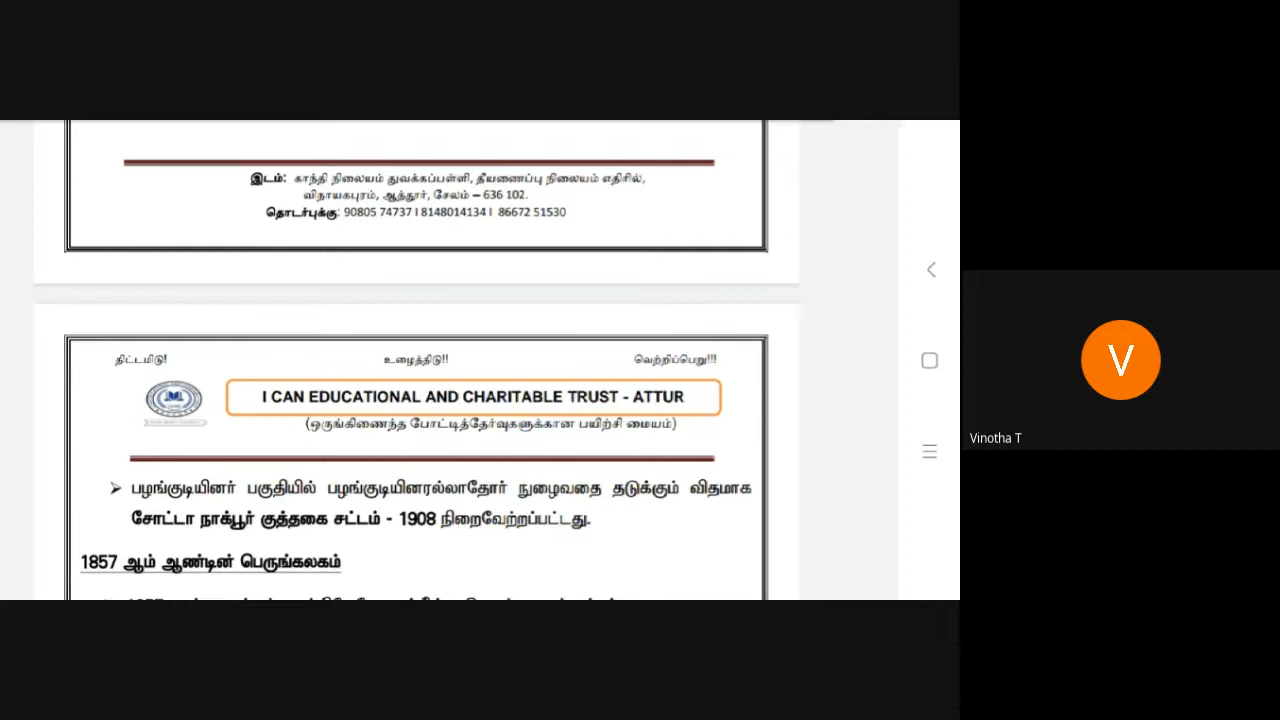 இடம்: காந்தி நிலையம் துவக்கப்பள்ளி, தீயணைப்பு நிலையம் எதிரில்,
விநாயகபுரம், ஆத்தூர், சேலம் – 636 102.
தொடர்புக்கு: 90805 74737 I 8148014134 I 86672 51530
திட்டமிடு! உழைத்திடு!! வெற்றிப்பெறு!!!
I CAN EDUCATIONAL AND CHARITABLE TRUST - ATTUR
(ஒருங்கிணைந்த போட்டித்தேர்வுகளுக்கான பயிற்சி மையம்)
➢ பழங்குடியினர் பகுதியில் பழங்குடியினரல்லாதோர் நுழைவதை தடுக்கும் விதமாக
சோட்டா நாக்பூர் குத்தகை சட்டம் - 1908 நிறைவேற்றப்பட்டது.
1857 ஆம் ஆண்டின் பெருங்கலகம்
V
Vinotha T